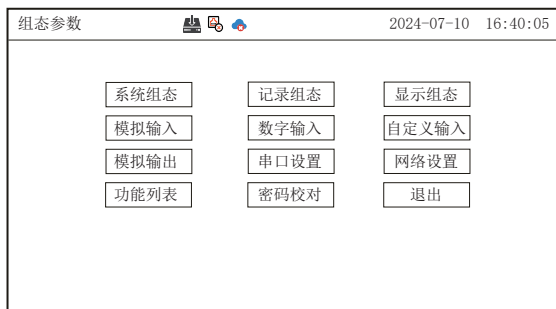 组态参数 2024-07-10 16:40:05
系统组态 记录组态 显示组态
模拟输入 数字输入 自定义输入
模拟输出 串口设置 网络设置
功能列表 密码校对 退出